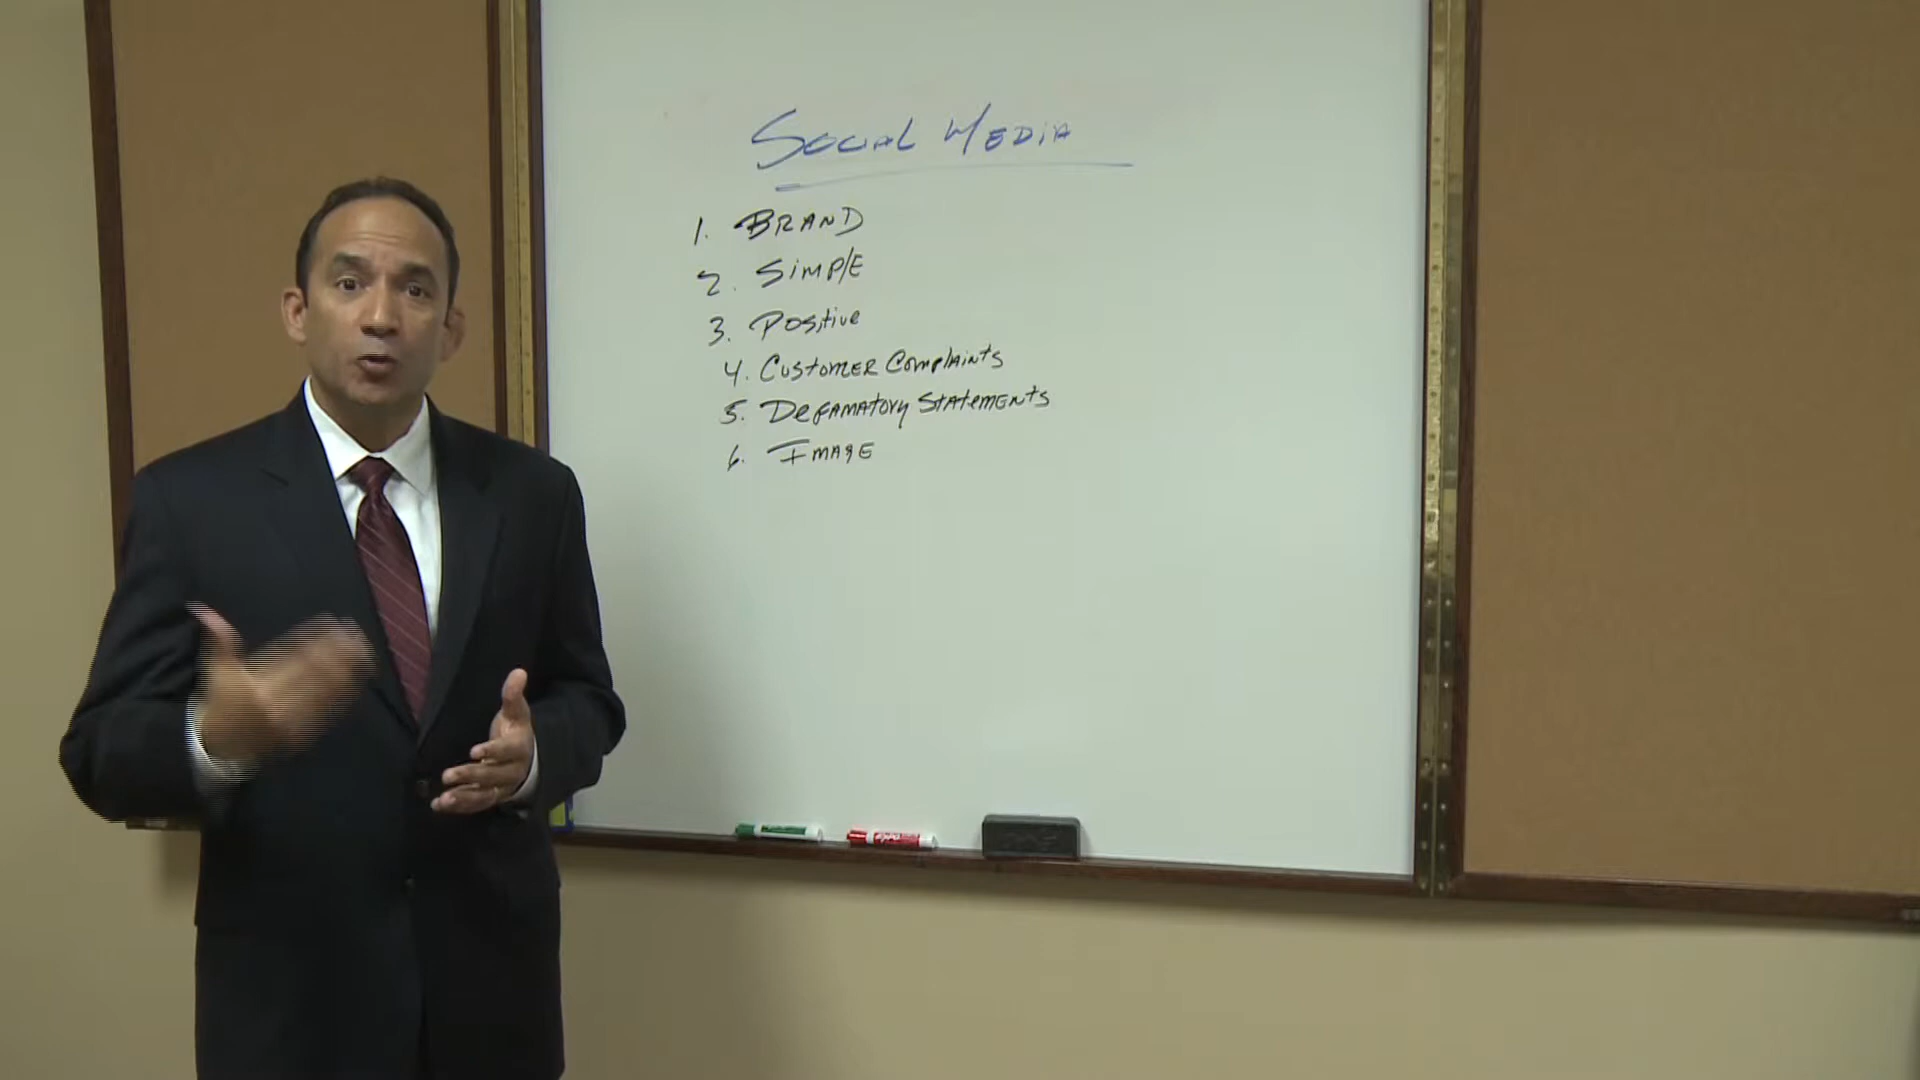 SOCIAL MEDIA
1. BRAND
2. SIMPLE
3. Positive
4. CUSTOMER COMPLAINTS
5. DEFAMATORY STATEMENTS
6. IMAGE